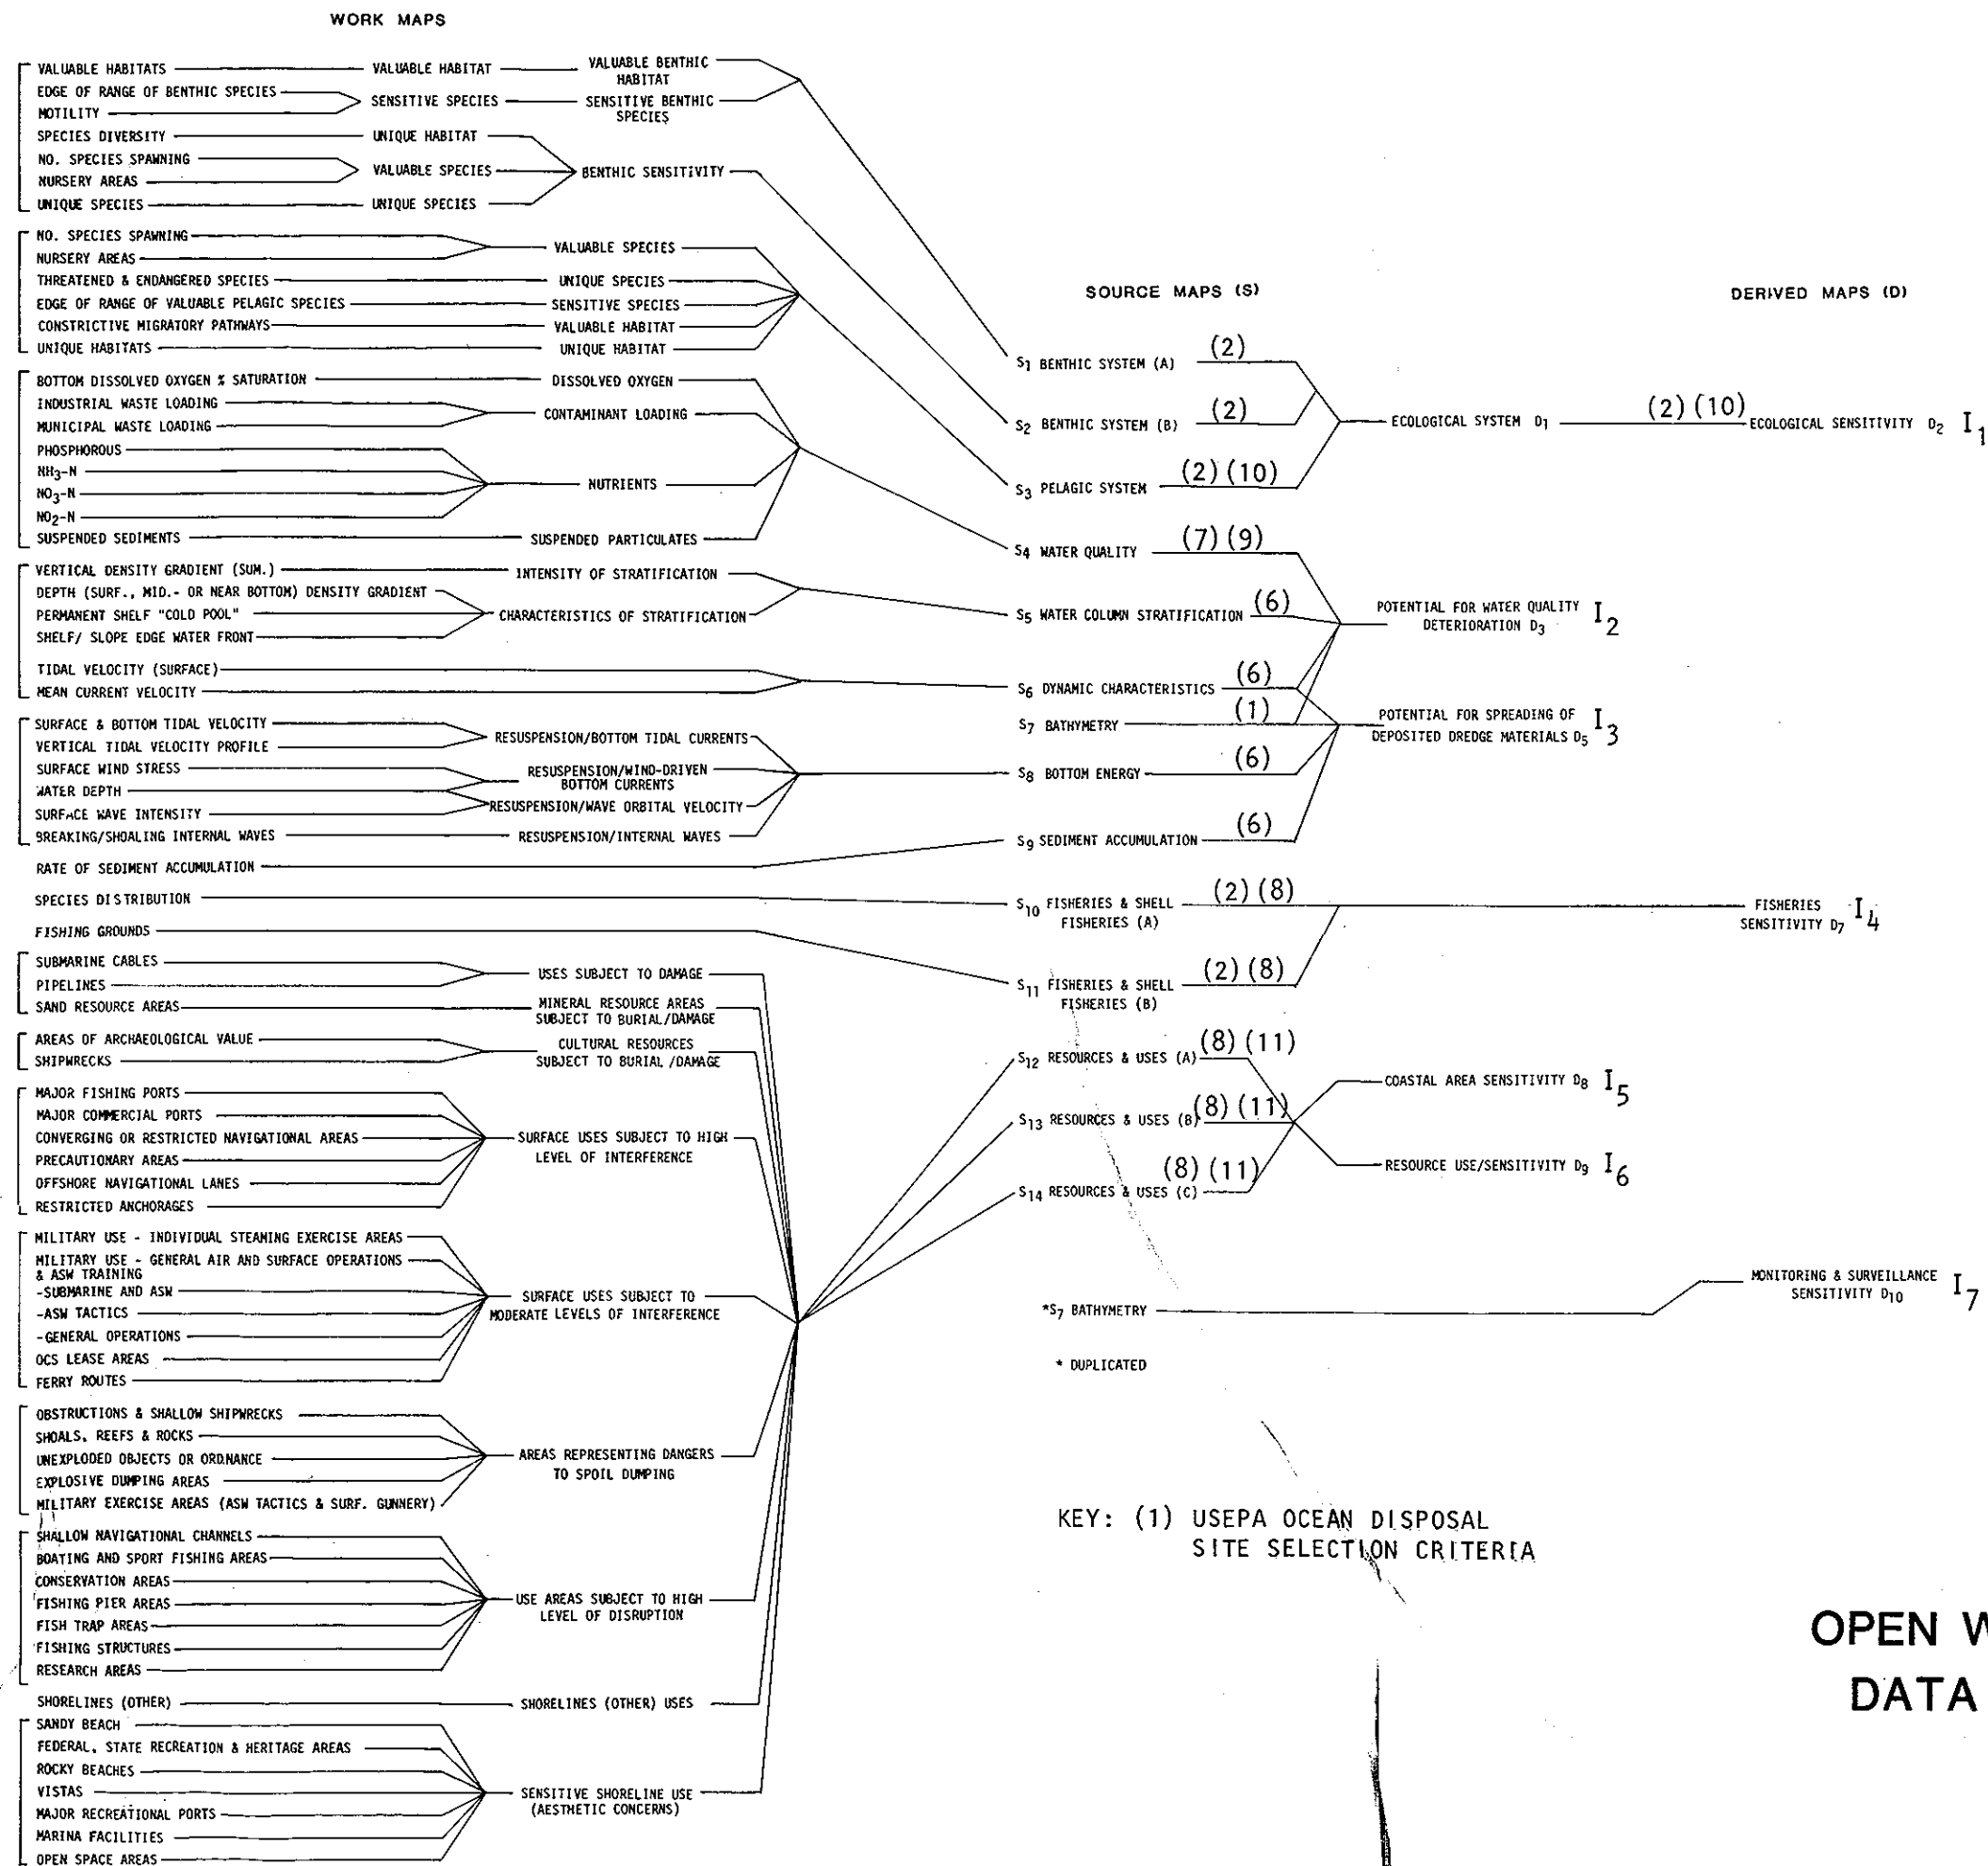 WORK MAPS
VALUABLE HABITATS
EDGE OF RANGE OF BENTHIC SPECIES
MOTILITY
SPECIES DIVERSITY
NO. SPECIES SPAWNING
NURSERY AREAS
UNIQUE SPECIES
VALUABLE HABITAT
SENSITIVE SPECIES
UNIQUE HABITAT
VALUABLE SPECIES
UNIQUE SPECIES
VALUABLE BENTHIC
HABITAT
SENSITIVE BENTHIC
SPECIES
BENTHIC SENSITIVITY
NO. SPECIES SPAWNING
NURSERY AREAS
THREATENED & ENDANGERED SPECIES
EDGE OF RANGE OF VALUABLE PELAGIC SPECIES
CONSTRICTIVE MIGRATORY PATHWAYS
UNIQUE HABITATS
VALUABLE SPECIES
UNIQUE SPECIES
SENSITIVE SPECIES
VALUABLE HABITAT
UNIQUE HABITAT
BOTTOM DISSOLVED OXYGEN % SATURATION
INDUSTRIAL WASTE LOADING
MUNICIPAL WASTE LOADING
PHOSPHOROUS
NH3-N
NO3-N
NO2-N
SUSPENDED SEDIMENTS
DISSOLVED OXYGEN
CONTAMINANT LOADING
NUTRIENTS
SUSPENDED PARTICULATES
VERTICAL DENSITY GRADIENT (SUM.)
DEPTH (SURF., MID.- OR NEAR BOTTOM) DENSITY GRADIENT
PERMANENT SHELF "COLD POOL"
SHELF/ SLOPE EDGE WATER FRONT
TIDAL VELOCITY (SURFACE)
MEAN CURRENT VELOCITY
INTENSITY OF STRATIFICATION
CHARACTERISTICS OF STRATIFICATION
SURFACE & BOTTOM TIDAL VELOCITY
VERTICAL TIDAL VELOCITY PROFILE
SURFACE WIND STRESS
WATER DEPTH
SURFACE WAVE INTENSITY
BREAKING/SHOALING INTERNAL WAVES
RESUSPENSION/BOTTOM TIDAL CURRENTS
RESUSPENSION/WIND-DRIVEN
BOTTOM CURRENTS
RESUSPENSION/WAVE ORBITAL VELOCITY
RESUSPENSION/INTERNAL WAVES
RATE OF SEDIMENT ACCUMULATION
SPECIES DISTRIBUTION
FISHING GROUNDS
SUBMARINE CABLES
PIPELINES
SAND RESOURCE AREAS
USES SUBJECT TO DAMAGE
MINERAL RESOURCE AREAS
SUBJECT TO BURIAL/DAMAGE
AREAS OF ARCHAEOLOGICAL VALUE
SHIPWRECKS
CULTURAL RESOURCES
SUBJECT TO BURIAL /DAMAGE
MAJOR FISHING PORTS
MAJOR COMMERCIAL PORTS
CONVERGING OR RESTRICTED NAVIGATIONAL AREAS
PRECAUTIONARY AREAS
OFFSHORE NAVIGATIONAL LANES
RESTRICTED ANCHORAGES
SURFACE USES SUBJECT TO HIGH
LEVEL OF INTERFERENCE
MILITARY USE - INDIVIDUAL STEAMING EXERCISE AREAS
MILITARY USE - GENERAL AIR AND SURFACE OPERATIONS
& ASW TRAINING
-SUBMARINE AND ASW
-ASW TACTICS
-GENERAL OPERATIONS
OCS LEASE AREAS
FERRY ROUTES
SURFACE USES SUBJECT TO
MODERATE LEVELS OF INTERFERENCE
OBSTRUCTIONS & SHALLOW SHIPWRECKS
SHOALS, REEFS & ROCKS
UNEXPLODED OBJECTS OR ORDNANCE
EXPLOSIVE DUMPING AREAS
MILITARY EXERCISE AREAS (ASW TACTICS & SURF. GUNNERY)
AREAS REPRESENTING DANGERS
TO SPOIL DUMPING
SHALLOW NAVIGATIONAL CHANNELS
BOATING AND SPORT FISHING AREAS
CONSERVATION AREAS
FISHING PIER AREAS
FISH TRAP AREAS
FISHING STRUCTURES
RESEARCH AREAS
USE AREAS SUBJECT TO HIGH
LEVEL OF DISRUPTION
SHORELINES (OTHER)
SHORELINES (OTHER) USES
SANDY BEACH
FEDERAL, STATE RECREATION & HERITAGE AREAS
ROCKY BEACHES
VISTAS
MAJOR RECREATIONAL PORTS
MARINA FACILITIES
OPEN SPACE AREAS
SENSITIVE SHORELINE USE
(AESTHETIC CONCERNS)
SOURCE MAPS (S)
S1 BENTHIC SYSTEM (A) (2)
S2 BENTHIC SYSTEM (B) (2)
S3 PELAGIC SYSTEM (2) (10)
S4 WATER QUALITY (7) (9)
S5 WATER COLUMN STRATIFICATION (6)
S6 DYNAMIC CHARACTERISTICS (6)
S7 BATHYMETRY (1)
S8 BOTTOM ENERGY (6)
S9 SEDIMENT ACCUMULATION (6)
S10 FISHERIES & SHELL (2) (8)
FISHERIES (A)
S11 FISHERIES & SHELL (2) (8)
FISHERIES (B)
S12 RESOURCES & USES (A) (8) (11)
S13 RESOURCES & USES (B) (8) (11)
S14 RESOURCES & USES (C) (8) (11)
*S7 BATHYMETRY
* DUPLICATED
DERIVED MAPS (D)
ECOLOGICAL SYSTEM D1
(2) (10)
ECOLOGICAL SENSITIVITY D2 I1
POTENTIAL FOR WATER QUALITY
DETERIORATION D3 I2
POTENTIAL FOR SPREADING OF
DEPOSITED DREDGE MATERIALS D5 I3
FISHERIES
SENSITIVITY D7 I4
COASTAL AREA SENSITIVITY D8 I5
RESOURCE USE/SENSITIVITY D9 I6
MONITORING & SURVEILLANCE
SENSITIVITY D10 I7
KEY: (1) USEPA OCEAN DISPOSAL
SITE SELECTION CRITERIA
OPEN W
DATA